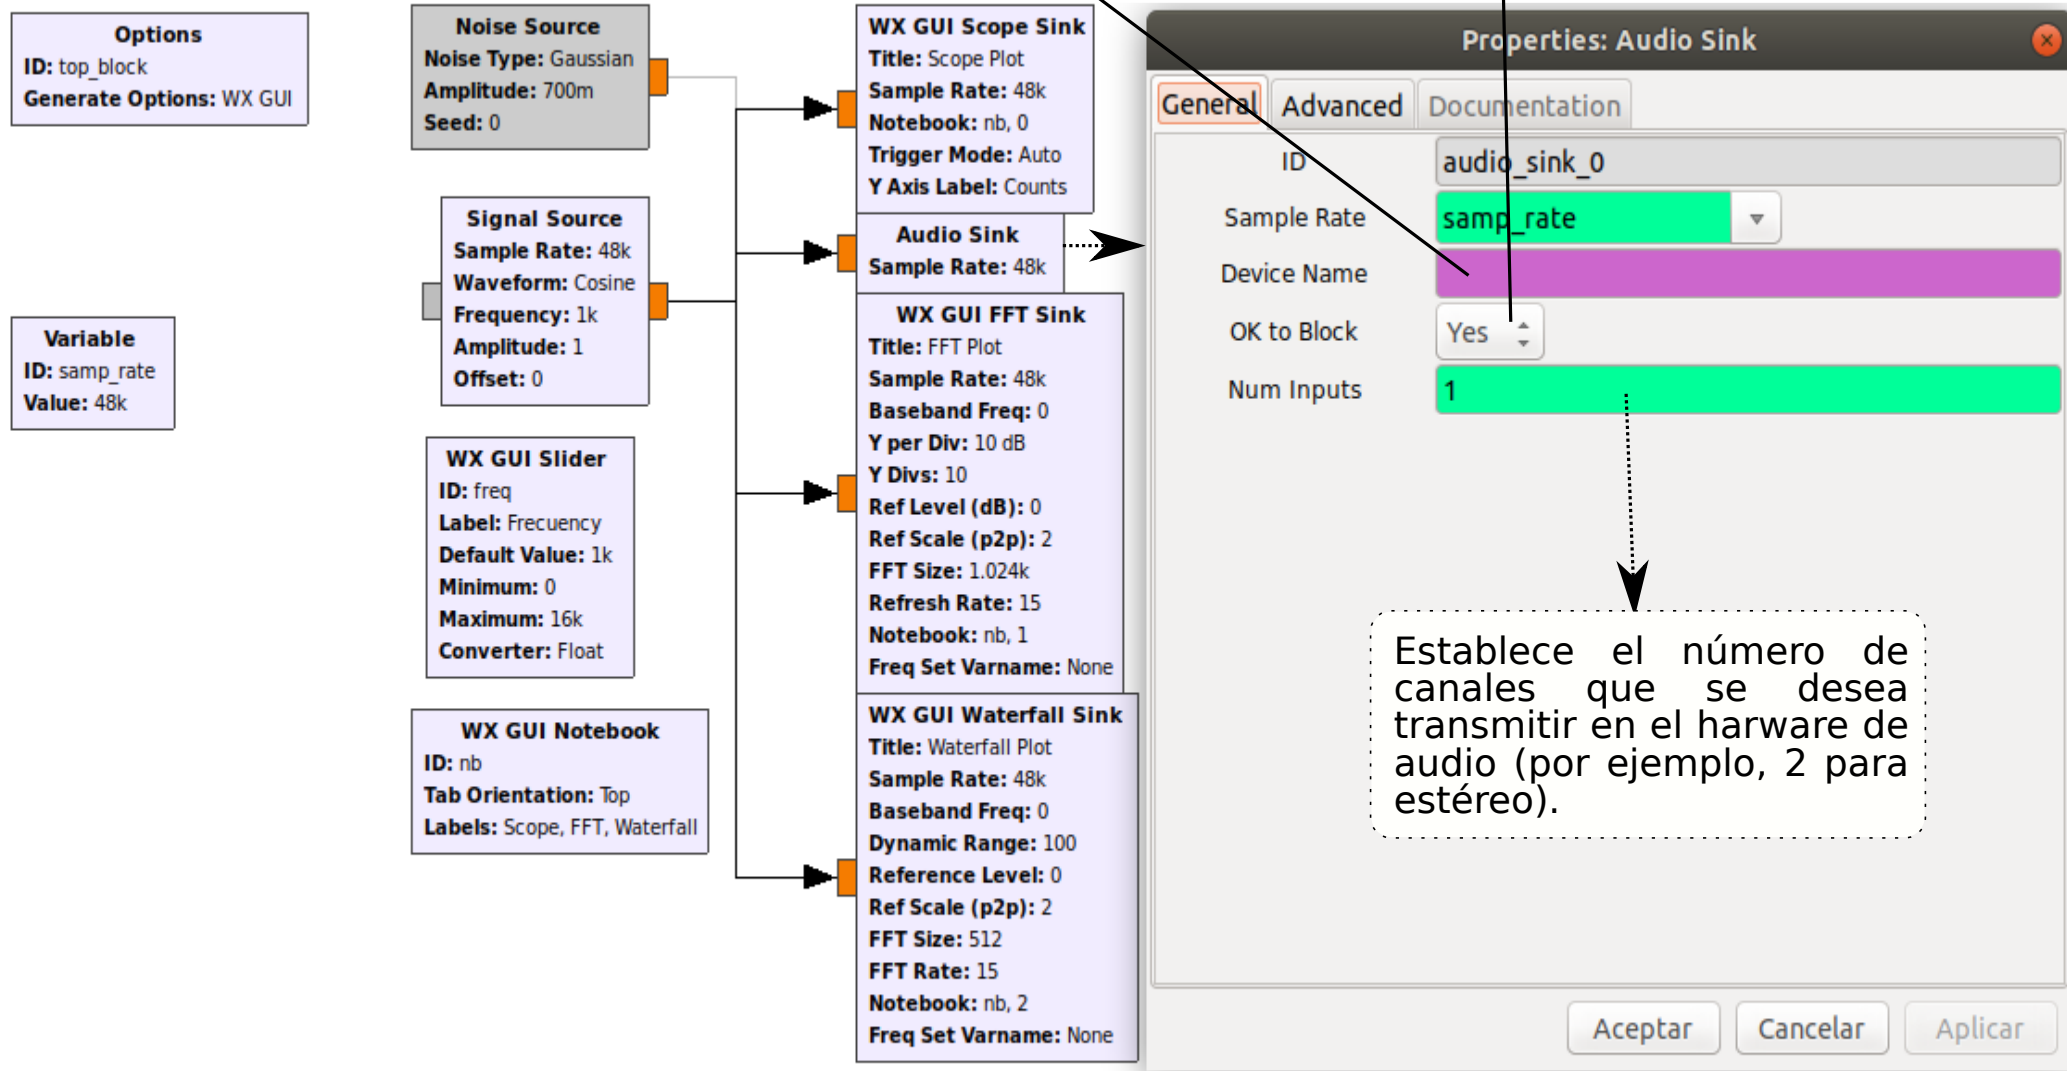 Options
ID: top_block
Generate Options: WX GUI
Variable
ID: samp_rate
Value: 48k
Noise Source
Noise Type: Gaussian
Amplitude: 700m
Seed: 0
Signal Source
Sample Rate: 48k
Waveform: Cosine
Frequency: 1k
Amplitude: 1
Offset: 0
WX GUI Slider
ID: freq
Label: Frecuency
Default Value: 1k
Minimum: 0
Maximum: 16k
Converter: Float
WX GUI Notebook
ID: nb
Tab Orientation: Top
Labels: Scope, FFT, Waterfall
WX GUI Scope Sink
Title: Scope Plot
Sample Rate: 48k
Notebook: nb, 0
Trigger Mode: Auto
Y Axis Label: Counts
Audio Sink
Sample Rate: 48k
WX GUI FFT Sink
Title: FFT Plot
Sample Rate: 48k
Baseband Freq: 0
Y per Div: 10 dB
Y Divs: 10
Ref Level (dB): 0
Ref Scale (p2p): 2
FFT Size: 1.024k
Refresh Rate: 15
Notebook: nb, 1
Freq Set Varname: None
WX GUI Waterfall Sink
Title: Waterfall Plot
Sample Rate: 48k
Baseband Freq: 0
Dynamic Range: 100
Reference Level: 0
Ref Scale (p2p): 2
FFT Size: 512
FFT Rate: 15
Notebook: nb, 2
Freq Set Varname: None
Properties: Audio Sink
General Advanced Documentation
ID audio_sink_0
Sample Rate samp_rate
Device Name
OK to Block Yes
Num Inputs 1
Establece el número de
canales que se desea
transmitir en el harware de
audio (por ejemplo, 2 para
estéreo).
Aceptar Cancelar Aplicar